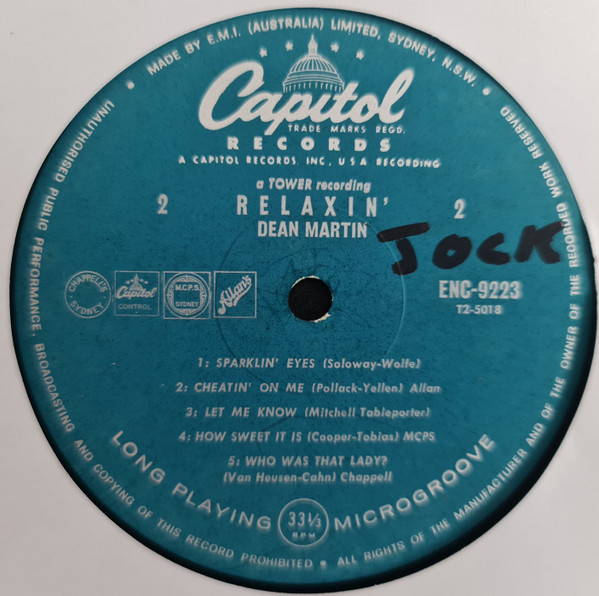 MADE BY E.M.I. (AUSTRALIA) LIMITED, SYDNEY, N.S.W.
Capitol
TRADE MARKS REGD.
RECORDS
A CAPITOL RECORDS, INC., U S A RECORDING
a TOWER recording
2 RELAXIN' 2
DEAN MARTIN
JOCK
ENC-9223
T2-5018
CHAPPELL'S SYDNEY
Capitol CONTROL
M.C.P.S. SYDNEY
Allan's
1: SPARKLIN' EYES (Soloway-Wolfe)
2: CHEATIN' ON ME (Pollack-Yellen) Allan
3: LET ME KNOW (Mitchell Tableporter)
4: HOW SWEET IT IS (Cooper-Tobias) MCPS
5: WHO WAS THAT LADY?
(Van Heusen-Cahn) Chappell
LONG PLAYING 33⅓ RPM MICROGROOVE
ALL RIGHTS OF THE MANUFACTURER AND OF THE OWNER OF THE RECORDED WORK RESERVED
UNAUTHORISED PUBLIC PERFORMANCE, BROADCASTING AND COPYING OF THIS RECORD PROHIBITED